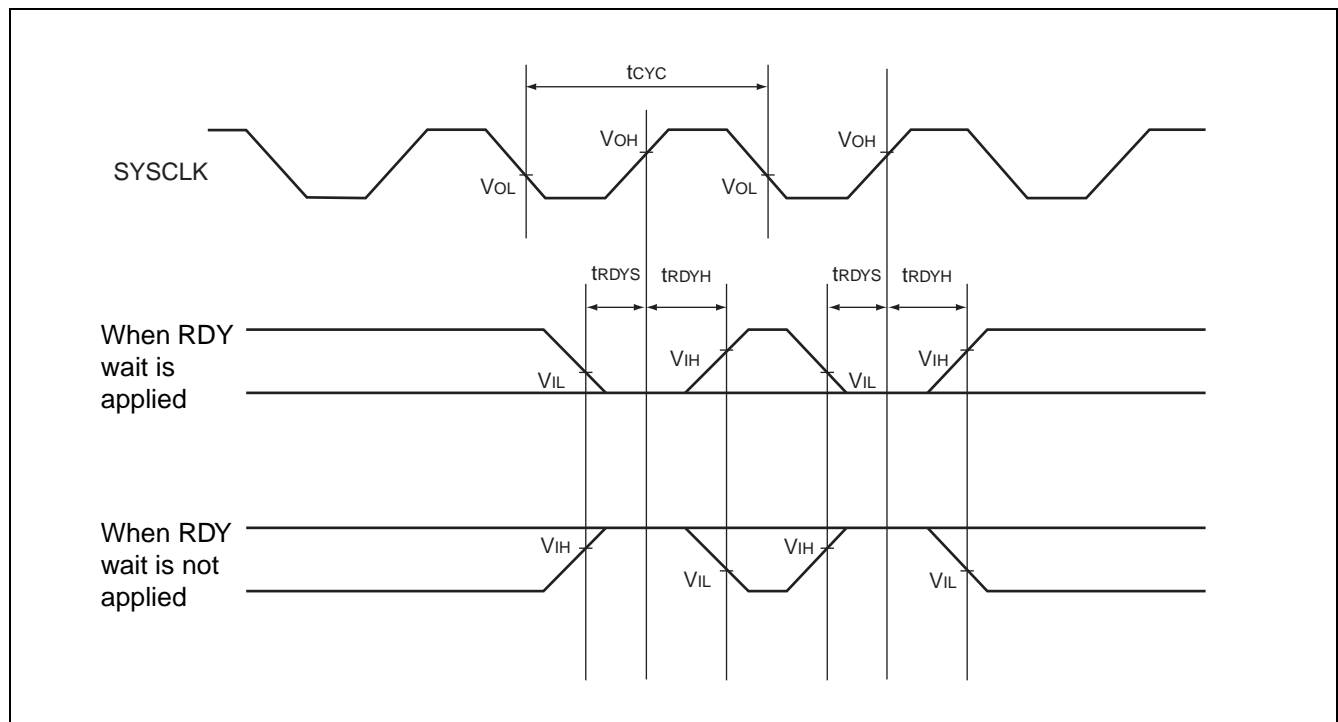 tCYC
SYSCLK
VOH
VOH
VOL
VOL
tRDYS
tRDYH
tRDYS
tRDYH
When RDY
wait is
applied
VIH
VIH
VIL
VIL
When RDY
wait is not
applied
VIH
VIH
VIL
VIL